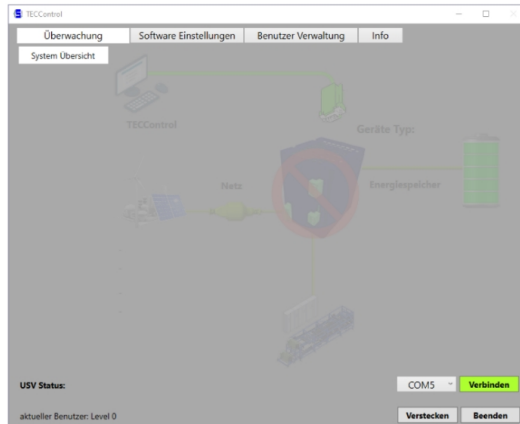 TECControl
Überwachung Software Einstellungen Benutzer Verwaltung Info
System Übersicht
TECControl
Geräte Typ:
Netz
Energiespeicher
USV Status:
COM5 Verbinden
aktueller Benutzer: Level 0
Verstecken Beenden